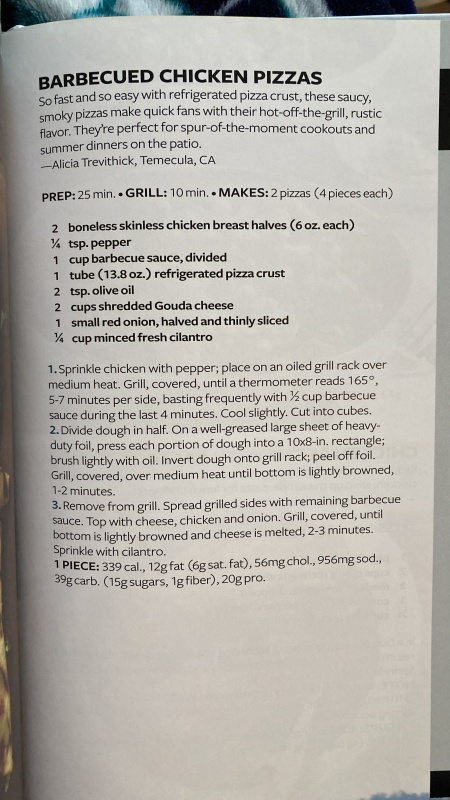 BARBECUED CHICKEN PIZZAS
So fast and so easy with refrigerated pizza crust, these saucy,
smoky pizzas make quick fans with their hot-off-the-grill, rustic
flavor. They're perfect for spur-of-the-moment cookouts and
summer dinners on the patio.
—Alicia Trevithick, Temecula, CA
PREP: 25 min. • GRILL: 10 min. • MAKES: 2 pizzas (4 pieces each)
2 boneless skinless chicken breast halves (6 oz. each)
¼ tsp. pepper
1 cup barbecue sauce, divided
1 tube (13.8 oz.) refrigerated pizza crust
2 tsp. olive oil
2 cups shredded Gouda cheese
1 small red onion, halved and thinly sliced
¼ cup minced fresh cilantro
1. Sprinkle chicken with pepper; place on an oiled grill rack over
medium heat. Grill, covered, until a thermometer reads 165°,
5-7 minutes per side, basting frequently with ½ cup barbecue
sauce during the last 4 minutes. Cool slightly. Cut into cubes.
2. Divide dough in half. On a well-greased large sheet of heavy-
duty foil, press each portion of dough into a 10x8-in. rectangle;
brush lightly with oil. Invert dough onto grill rack; peel off foil.
Grill, covered, over medium heat until bottom is lightly browned,
1-2 minutes.
3. Remove from grill. Spread grilled sides with remaining barbecue
sauce. Top with cheese, chicken and onion. Grill, covered, until
bottom is lightly browned and cheese is melted, 2-3 minutes.
Sprinkle with cilantro.
1 PIECE: 339 cal., 12g fat (6g sat. fat), 56mg chol., 956mg sod.,
39g carb. (15g sugars, 1g fiber), 20g pro.